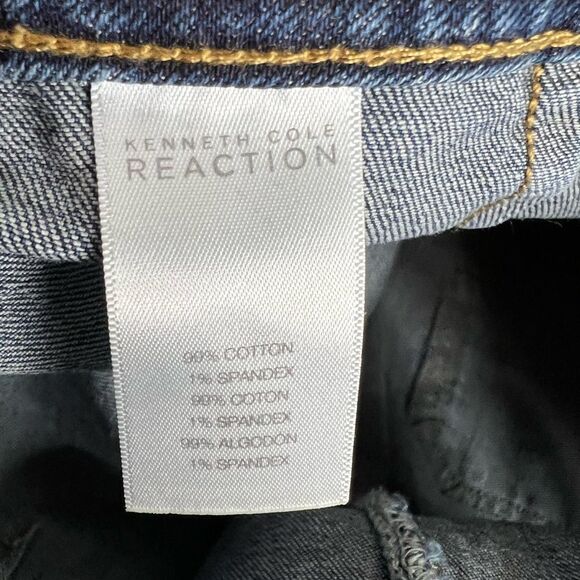 KENNETH COLE
REACTION
99% COTTON
1% SPANDEX
99% COTON
1% SPANDEX
99% ALGODON
1% SPANDEX